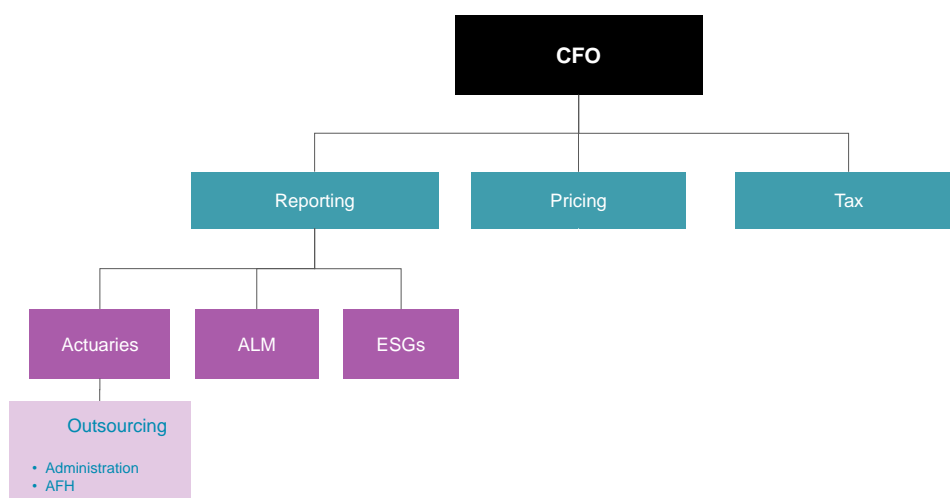 CFO
Reporting
Pricing
Tax
Actuaries
ALM
ESGs
Outsourcing
• Administration
• AFH